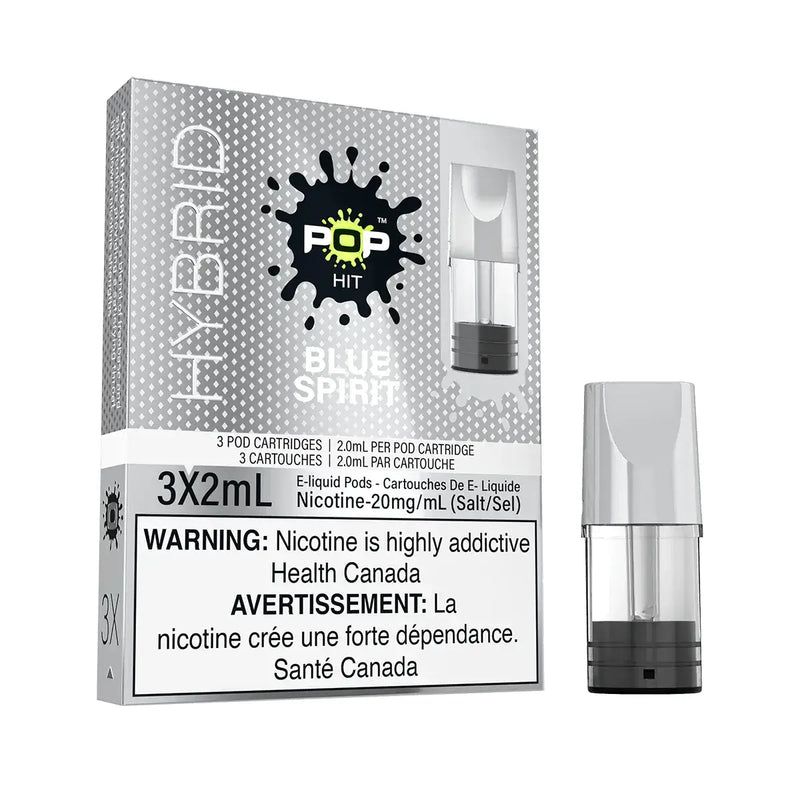 HYBRID
POP™
HIT
BLUE
SPIRIT
3 POD CARTRIDGES | 2.0mL PER POD CARTRIDGE
3 CARTOUCHES | 2.0mL PAR CARTOUCHE
3X2mL
E-liquid Pods - Cartouches De E- Liquide
Nicotine-20mg/mL (Salt/Sel)
WARNING: Nicotine is highly addictive
Health Canada
AVERTISSEMENT: La
nicotine crée une forte dépendance.
Santé Canada
POP
3X